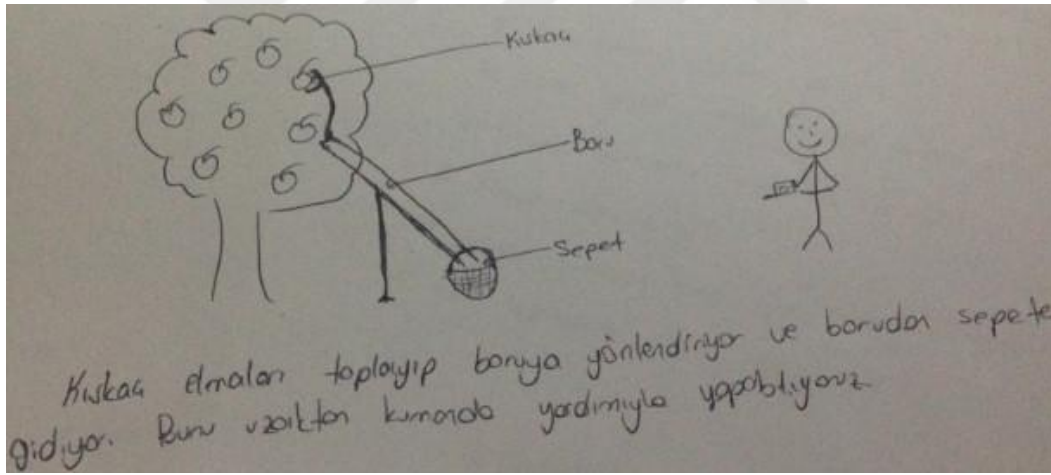 Kıskaç
Boru
Sepet
Kıskaç elmaları toplayıp boruya yönlendiriyor ve borudan sepete
gidiyor. Bunu uzaktan kumanda yardımıyla yapabiliyoruz